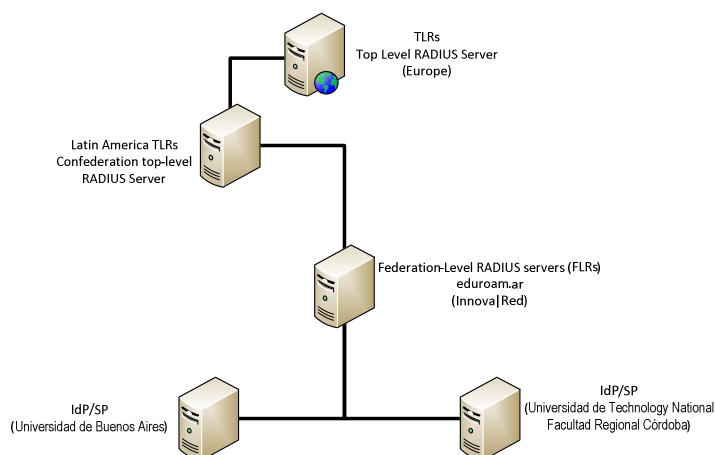 TLRs
Top Level RADIUS Server
(Europe)
Latin America TLRs
Confederation top-level
RADIUS Server
Federation-Level RADIUS servers (FLRs)
eduroam.ar
(Innova|Red)
IdP/SP
(Universidad de Buenos Aires)
IdP/SP
(Universidad de Technology National
Facultad Regional Córdoba)